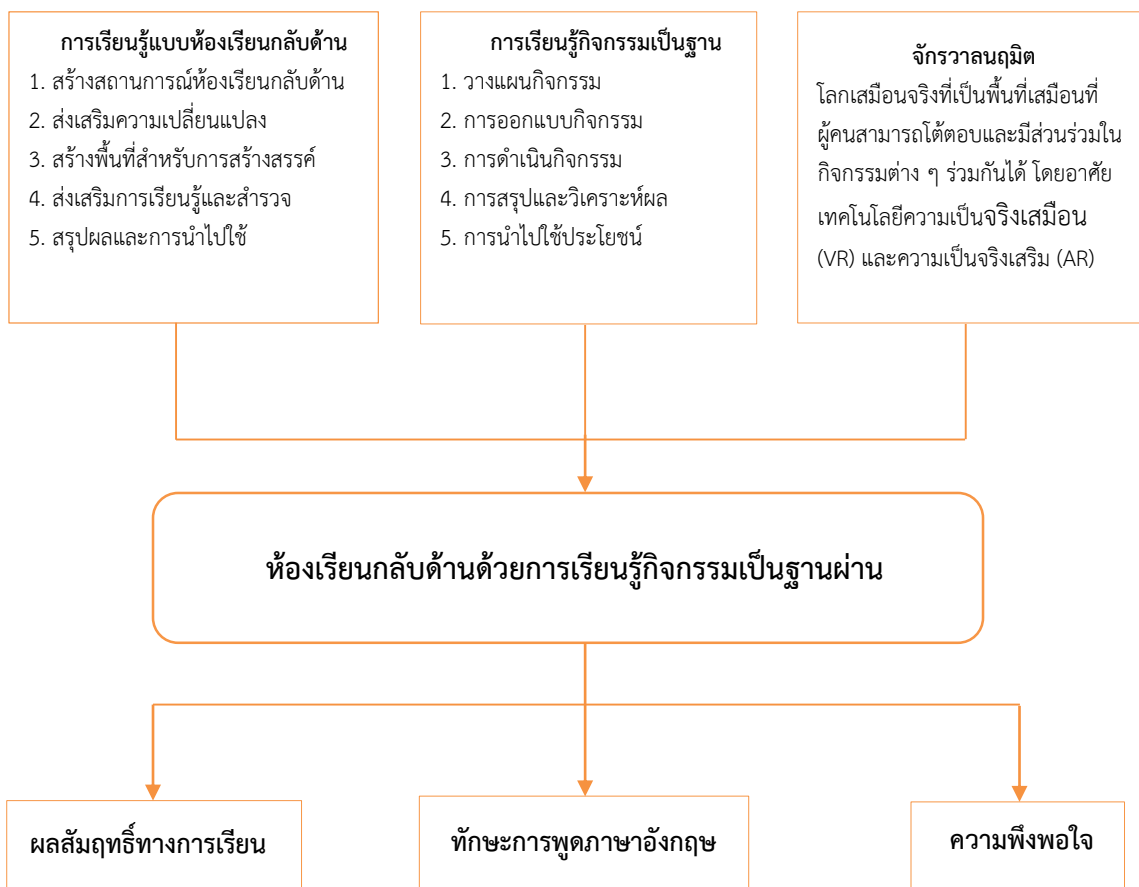 การเรียนรู้แบบห้องเรียนกลับด้าน
1. สร้างสถานการณ์ห้องเรียนกลับด้าน
2. ส่งเสริมความเปลี่ยนแปลง
3. สร้างพื้นที่สำหรับการสร้างสรรค์
4. ส่งเสริมการเรียนรู้และสำรวจ
5. สรุปผลและการนำไปใช้
การเรียนรู้กิจกรรมเป็นฐาน
1. วางแผนกิจกรรม
2. การออกแบบกิจกรรม
3. การดำเนินกิจกรรม
4. การสรุปและวิเคราะห์ผล
5. การนำไปใช้ประโยชน์
จักรวาลนฤมิต
โลกเสมือนจริงที่เป็นพื้นที่เสมือนที่
ผู้คนสามารถโต้ตอบและมีส่วนร่วมใน
กิจกรรมต่าง ๆ ร่วมกันได้ โดยอาศัย
เทคโนโลยีความเป็นจริงเสมือน
(VR) และความเป็นจริงเสริม (AR)
ห้องเรียนกลับด้านด้วยการเรียนรู้กิจกรรมเป็นฐานผ่าน
ผลสัมฤทธิ์ทางการเรียน
ทักษะการพูดภาษาอังกฤษ
ความพึงพอใจ